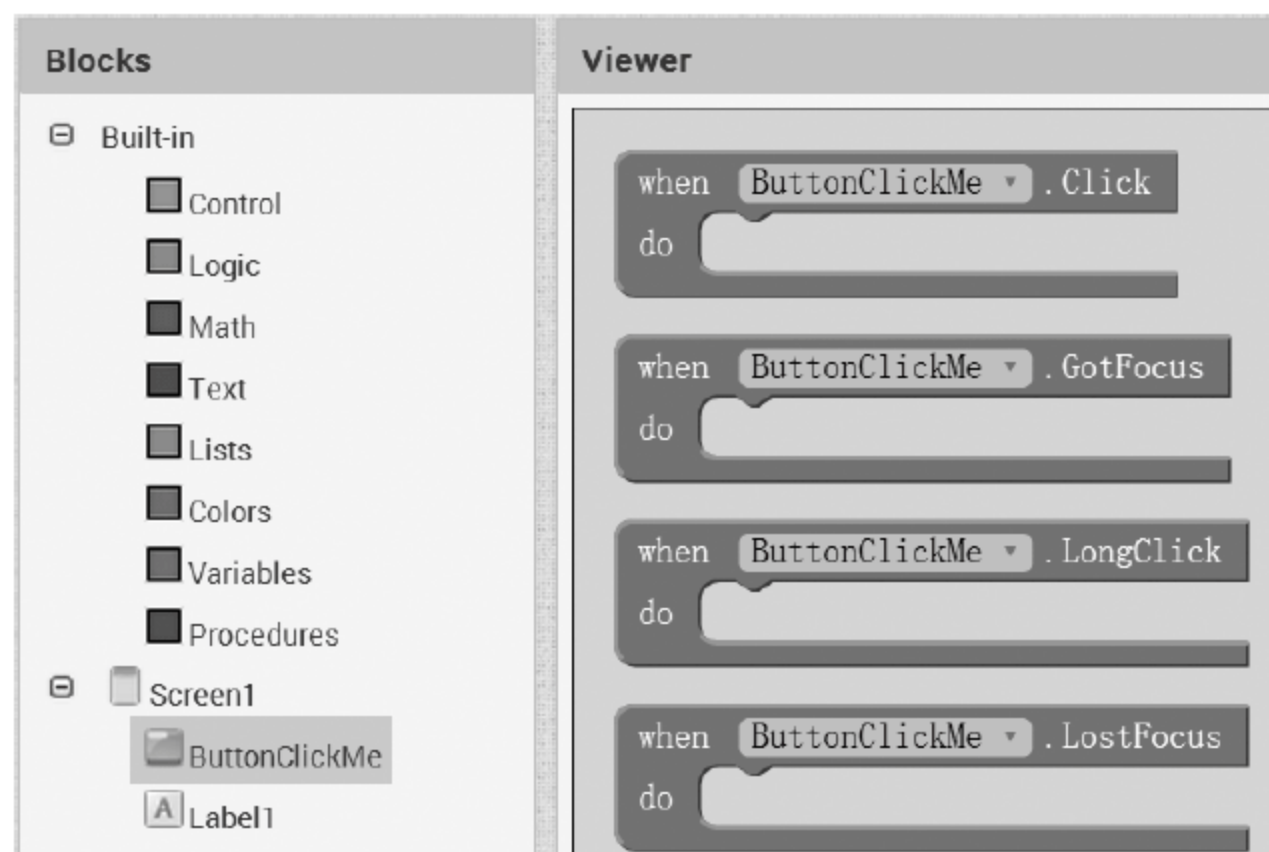 Blocks
Built-in
Control
Logic
Math
Text
Lists
Colors
Variables
Procedures
Screen1
ButtonClickMe
Label1
Viewer
when ButtonClickMe .Click
do
when ButtonClickMe .GotFocus
do
when ButtonClickMe .LongClick
do
when ButtonClickMe .LostFocus
do